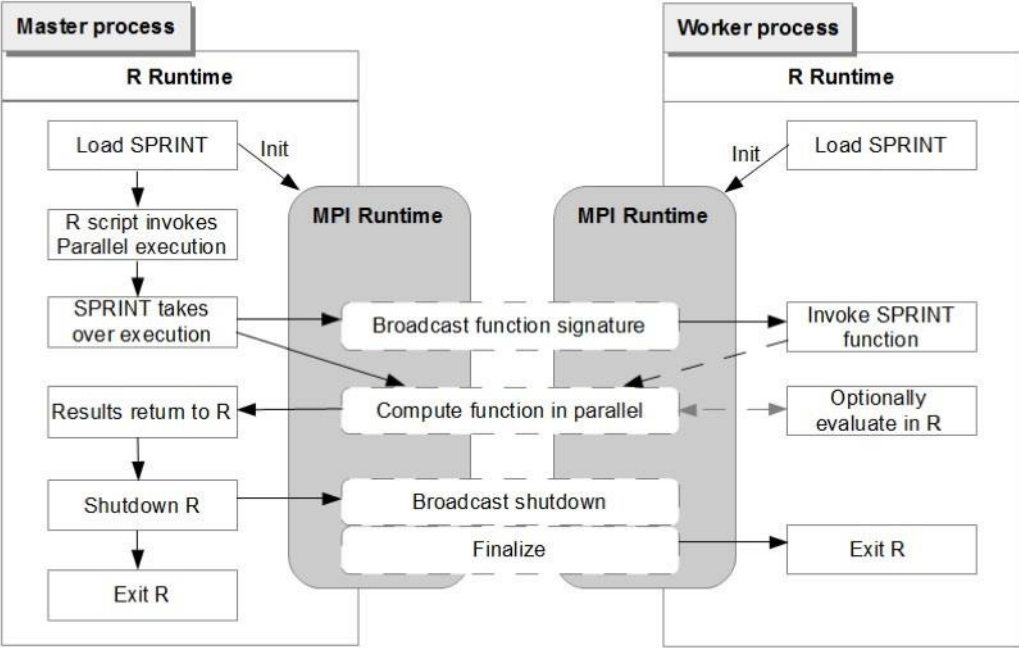 Master process
R Runtime
Load SPRINT
Init
R script invokes
Parallel execution
SPRINT takes
over execution
Results return to R
Shutdown R
Exit R
MPI Runtime
MPI Runtime
Broadcast function signature
Compute function in parallel
Broadcast shutdown
Finalize
Worker process
R Runtime
Load SPRINT
Init
Invoke SPRINT
function
Optionally
evaluate in R
Exit R